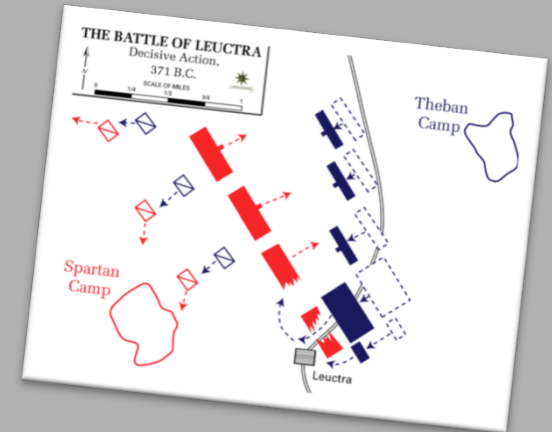 THE BATTLE OF LEUCTRA
Decisive Action,
371 B.C.
SCALE OF MILES
0 1/4 1/2 3/4 1
N
Theban
Camp
Spartan
Camp
Leuctra